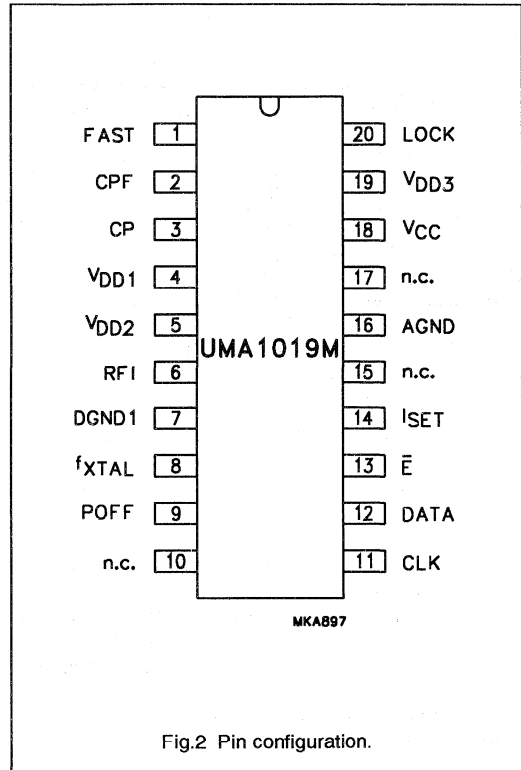 FAST 1 20 LOCK
CPF 2 19 VDD3
CP 3 18 VCC
VDD1 4 17 n.c.
VDD2 5 16 AGND
UMA1019M
RFI 6 15 n.c.
DGND1 7 14 ISET
fXTAL 8 13 E̅
POFF 9 12 DATA
n.c. 10 11 CLK
MKA897
Fig.2 Pin configuration.